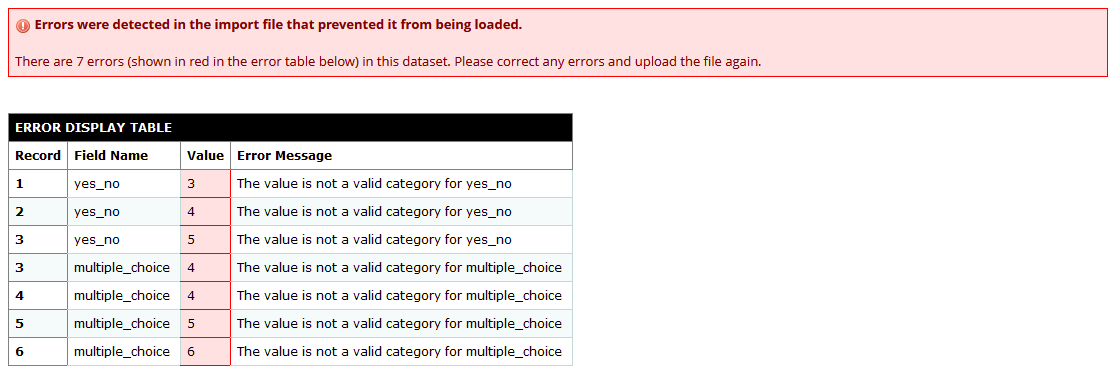 Errors were detected in the import file that prevented it from being loaded.
There are 7 errors (shown in red in the error table below) in this dataset. Please correct any errors and upload the file again.
ERROR DISPLAY TABLE
Record Field Name Value Error Message
1 yes_no 3 The value is not a valid category for yes_no
2 yes_no 4 The value is not a valid category for yes_no
3 yes_no 5 The value is not a valid category for yes_no
3 multiple_choice 4 The value is not a valid category for multiple_choice
4 multiple_choice 4 The value is not a valid category for multiple_choice
5 multiple_choice 5 The value is not a valid category for multiple_choice
6 multiple_choice 6 The value is not a valid category for multiple_choice